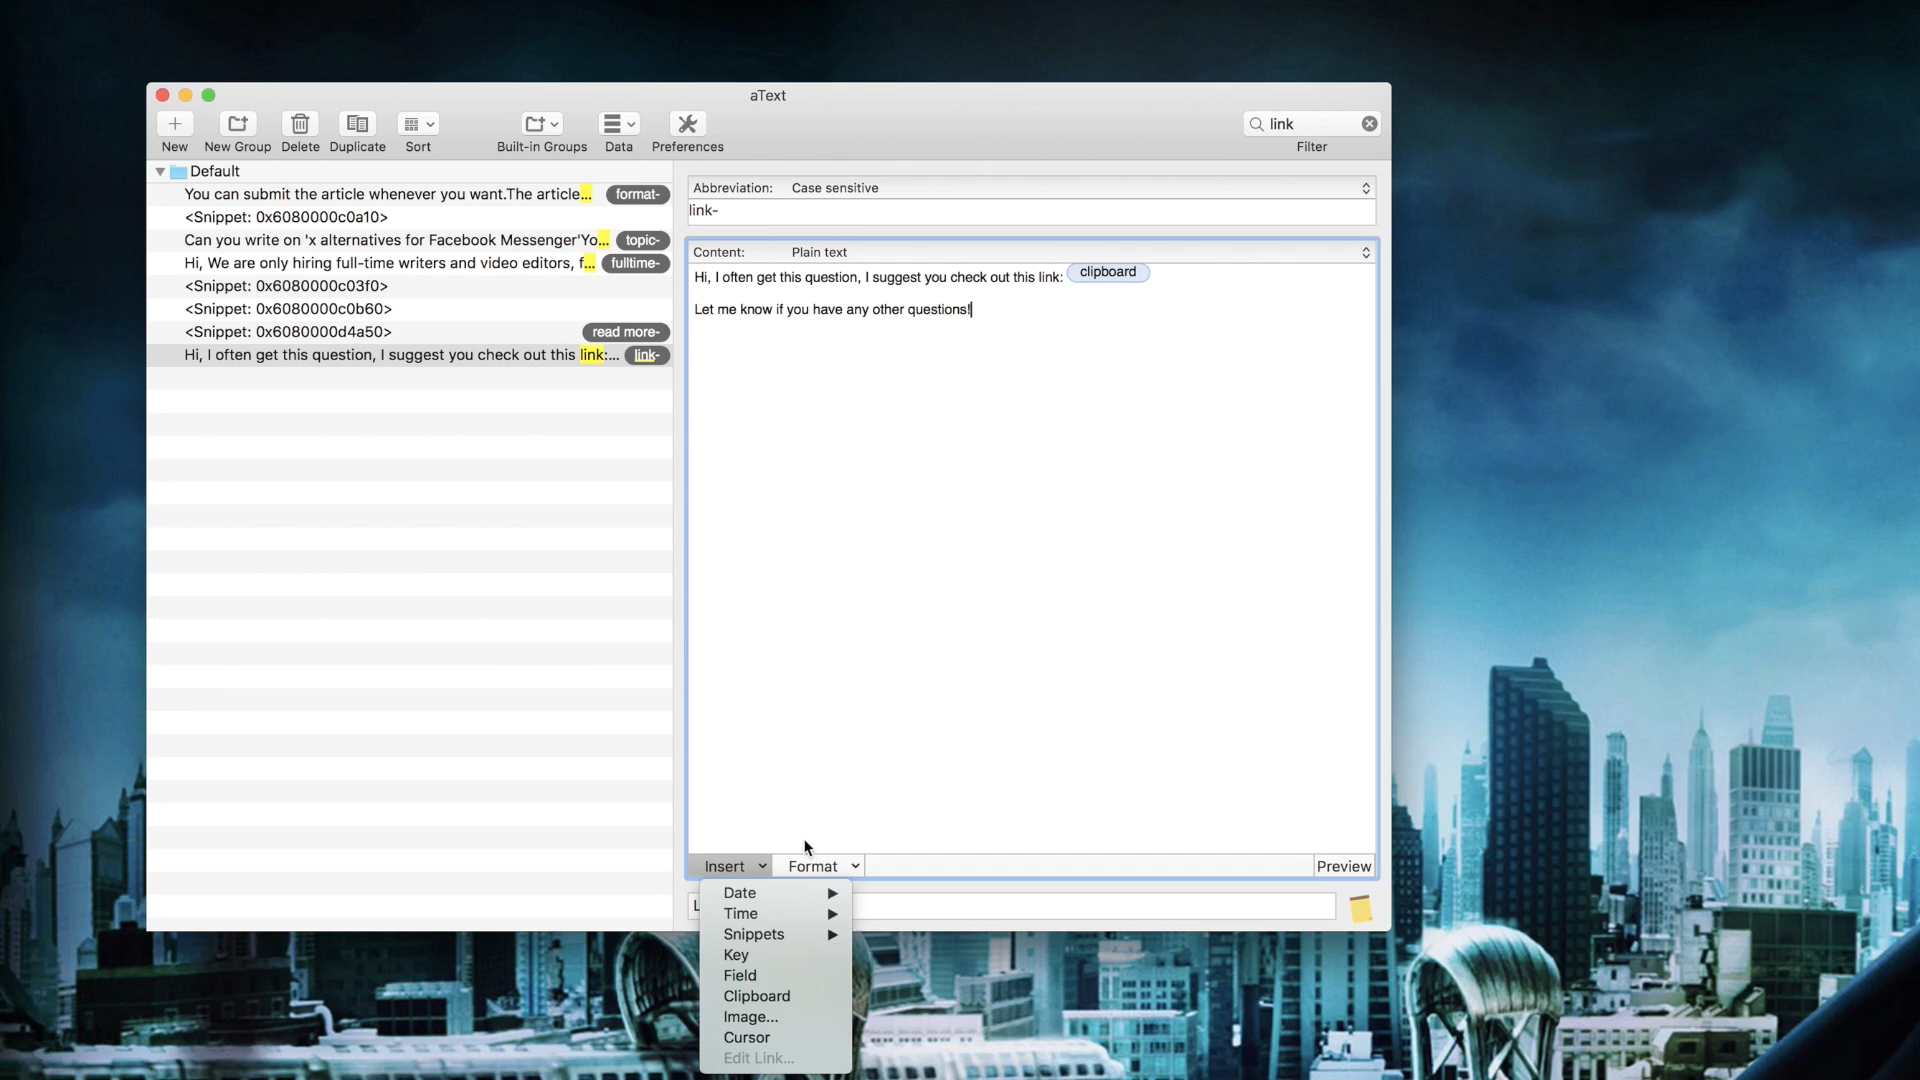 aText
New
New Group
Delete
Duplicate
Sort
Built-in Groups
Data
Preferences
link
Filter
Default
You can submit the article whenever you want.The article... format-
<Snippet: 0x6080000c0a10>
Can you write on 'x alternatives for Facebook Messenger'Yo... topic-
Hi, We are only hiring full-time writers and video editors, f... fulltime-
<Snippet: 0x6080000c03f0>
<Snippet: 0x6080000c0b60>
<Snippet: 0x6080000d4a50> read more-
Hi, I often get this question, I suggest you check out this link:... link-
Abbreviation: Case sensitive
link-
Content: Plain text
Hi, I often get this question, I suggest you check out this link: clipboard
Let me know if you have any other questions!
Insert Format Preview
Date
Time
Snippets
Key
Field
Clipboard
Image...
Cursor
Edit Link...